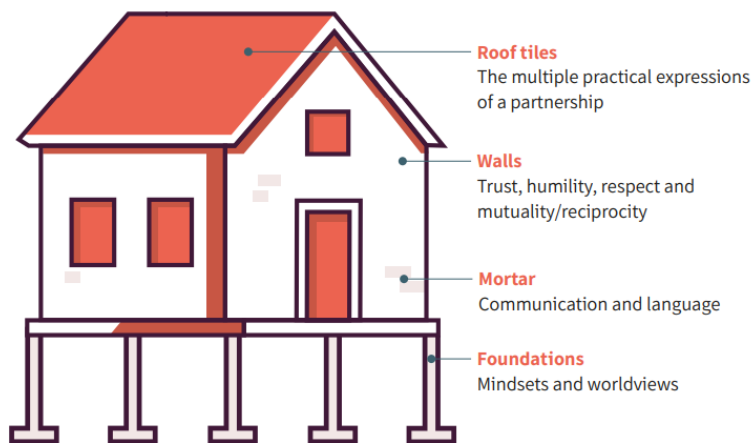 Roof tiles
The multiple practical expressions
of a partnership
Walls
Trust, humility, respect and
mutuality/reciprocity
Mortar
Communication and language
Foundations
Mindsets and worldviews